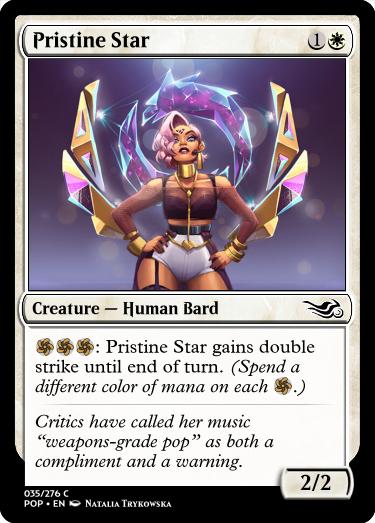 Pristine Star 1
Creature — Human Bard
: Pristine Star gains double
strike until end of turn. (Spend a
different color of mana on each .)
Critics have called her music
“weapons-grade pop” as both a
compliment and a warning.
2/2
035/276 C
POP • EN Natalia Trykowska